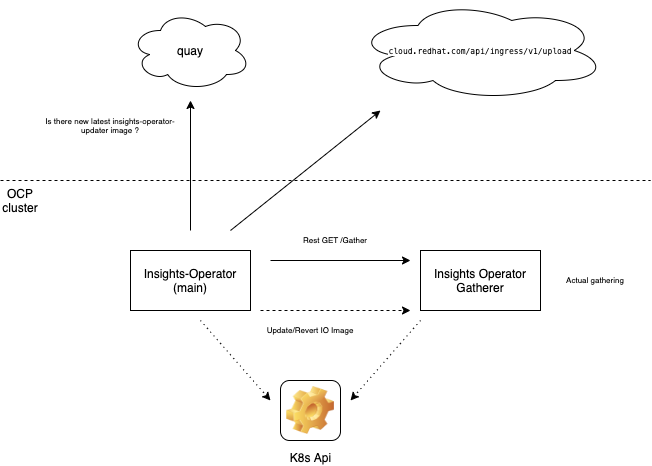 quay
cloud.redhat.com/api/ingress/v1/upload
Is there new latest insights-operator-
updater image ?
OCP
cluster
Rest GET /Gather
Insights-Operator
(main)
Insights Operator
Gatherer
Actual gathering
Update/Revert IO Image
K8s Api